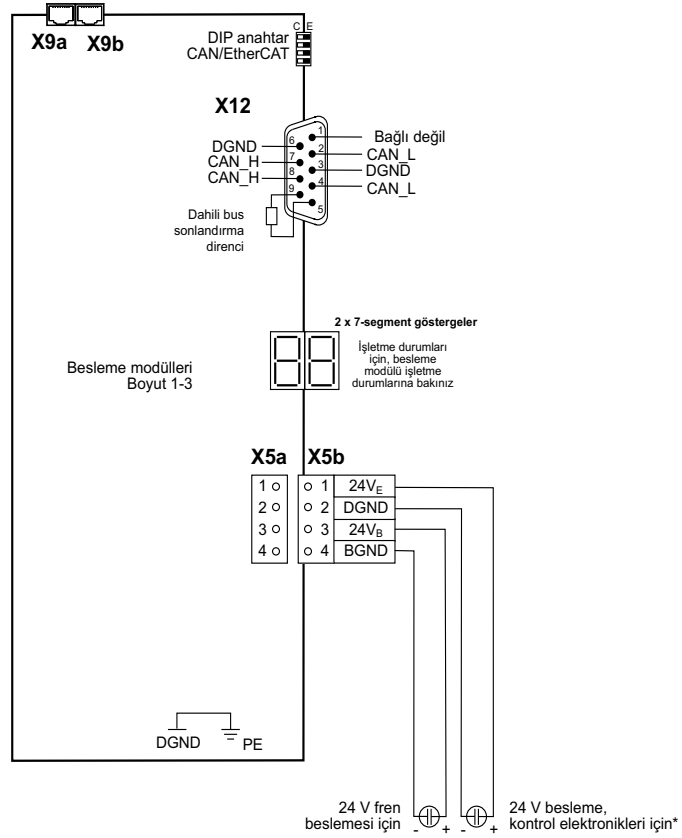 X9a X9b
C E
DIP anahtar
CAN/EtherCAT
X12
1
6
Bağlı değil
DGND
2
CAN_L
CAN_H
7
3
DGND
CAN_H
8
4
CAN_L
9
5
Dahili bus
sonlandırma
direnci
2 x 7-segment göstergeler
İşletme durumları
için, besleme
modülü işletme
durumlarına bakınız
Besleme modülleri
Boyut 1-3
X5a X5b
1 1 24VE
2 2 DGND
3 3 24VB
4 4 BGND
DGND PE
24 V fren
beslemesi için
- + - +
24 V besleme,
kontrol elektronikleri için*